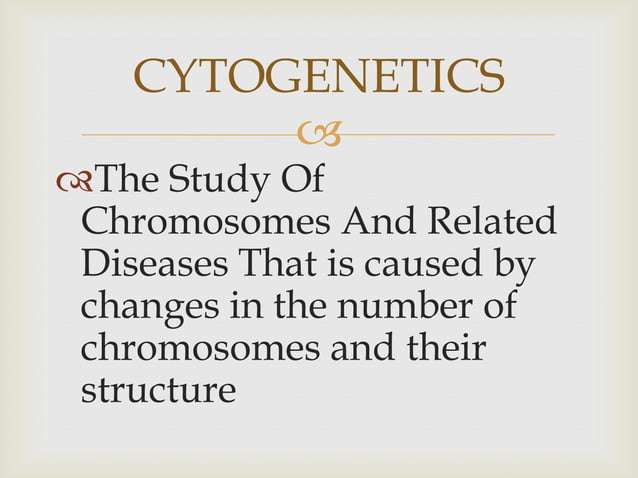 CYTOGENETICS
The Study Of
Chromosomes And Related
Diseases That is caused by
changes in the number of
chromosomes and their
structure